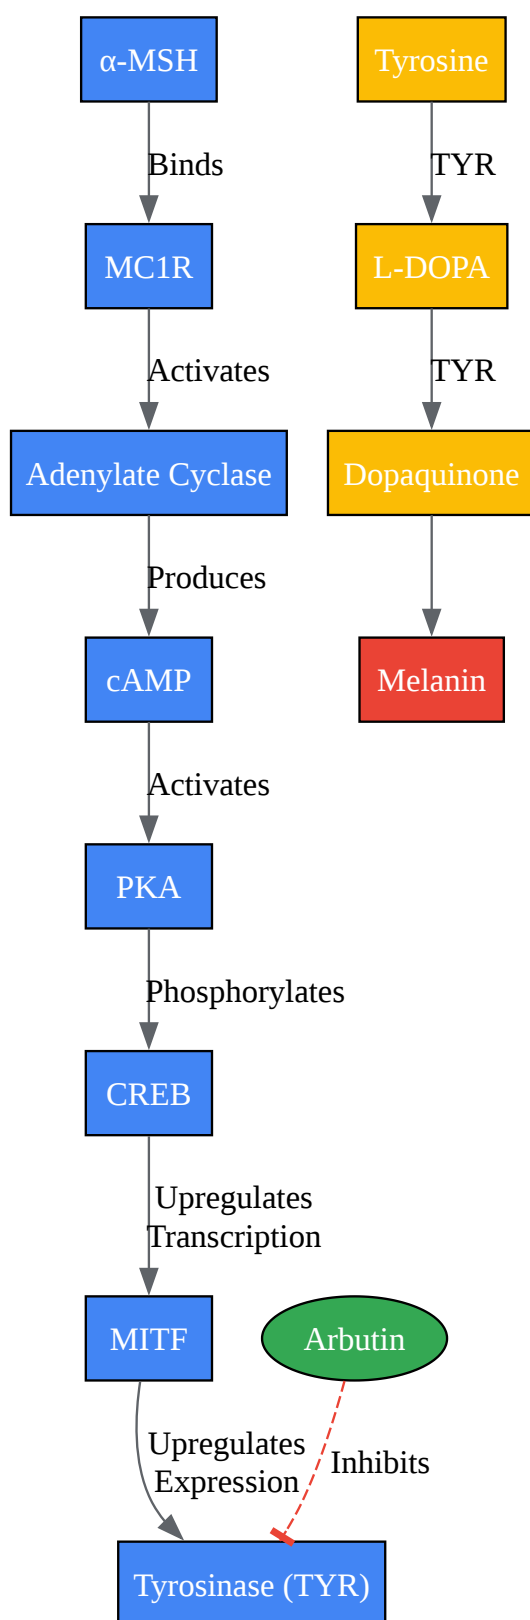 α-MSH
Tyrosine
Binds
TYR
MC1R
L-DOPA
Activates
TYR
Adenylate Cyclase
Dopaquinone
Produces
cAMP
Melanin
Activates
PKA
Phosphorylates
CREB
Upregulates
Transcription
MITF
Arbutin
Upregulates
Expression
Inhibits
Tyrosinase (TYR)